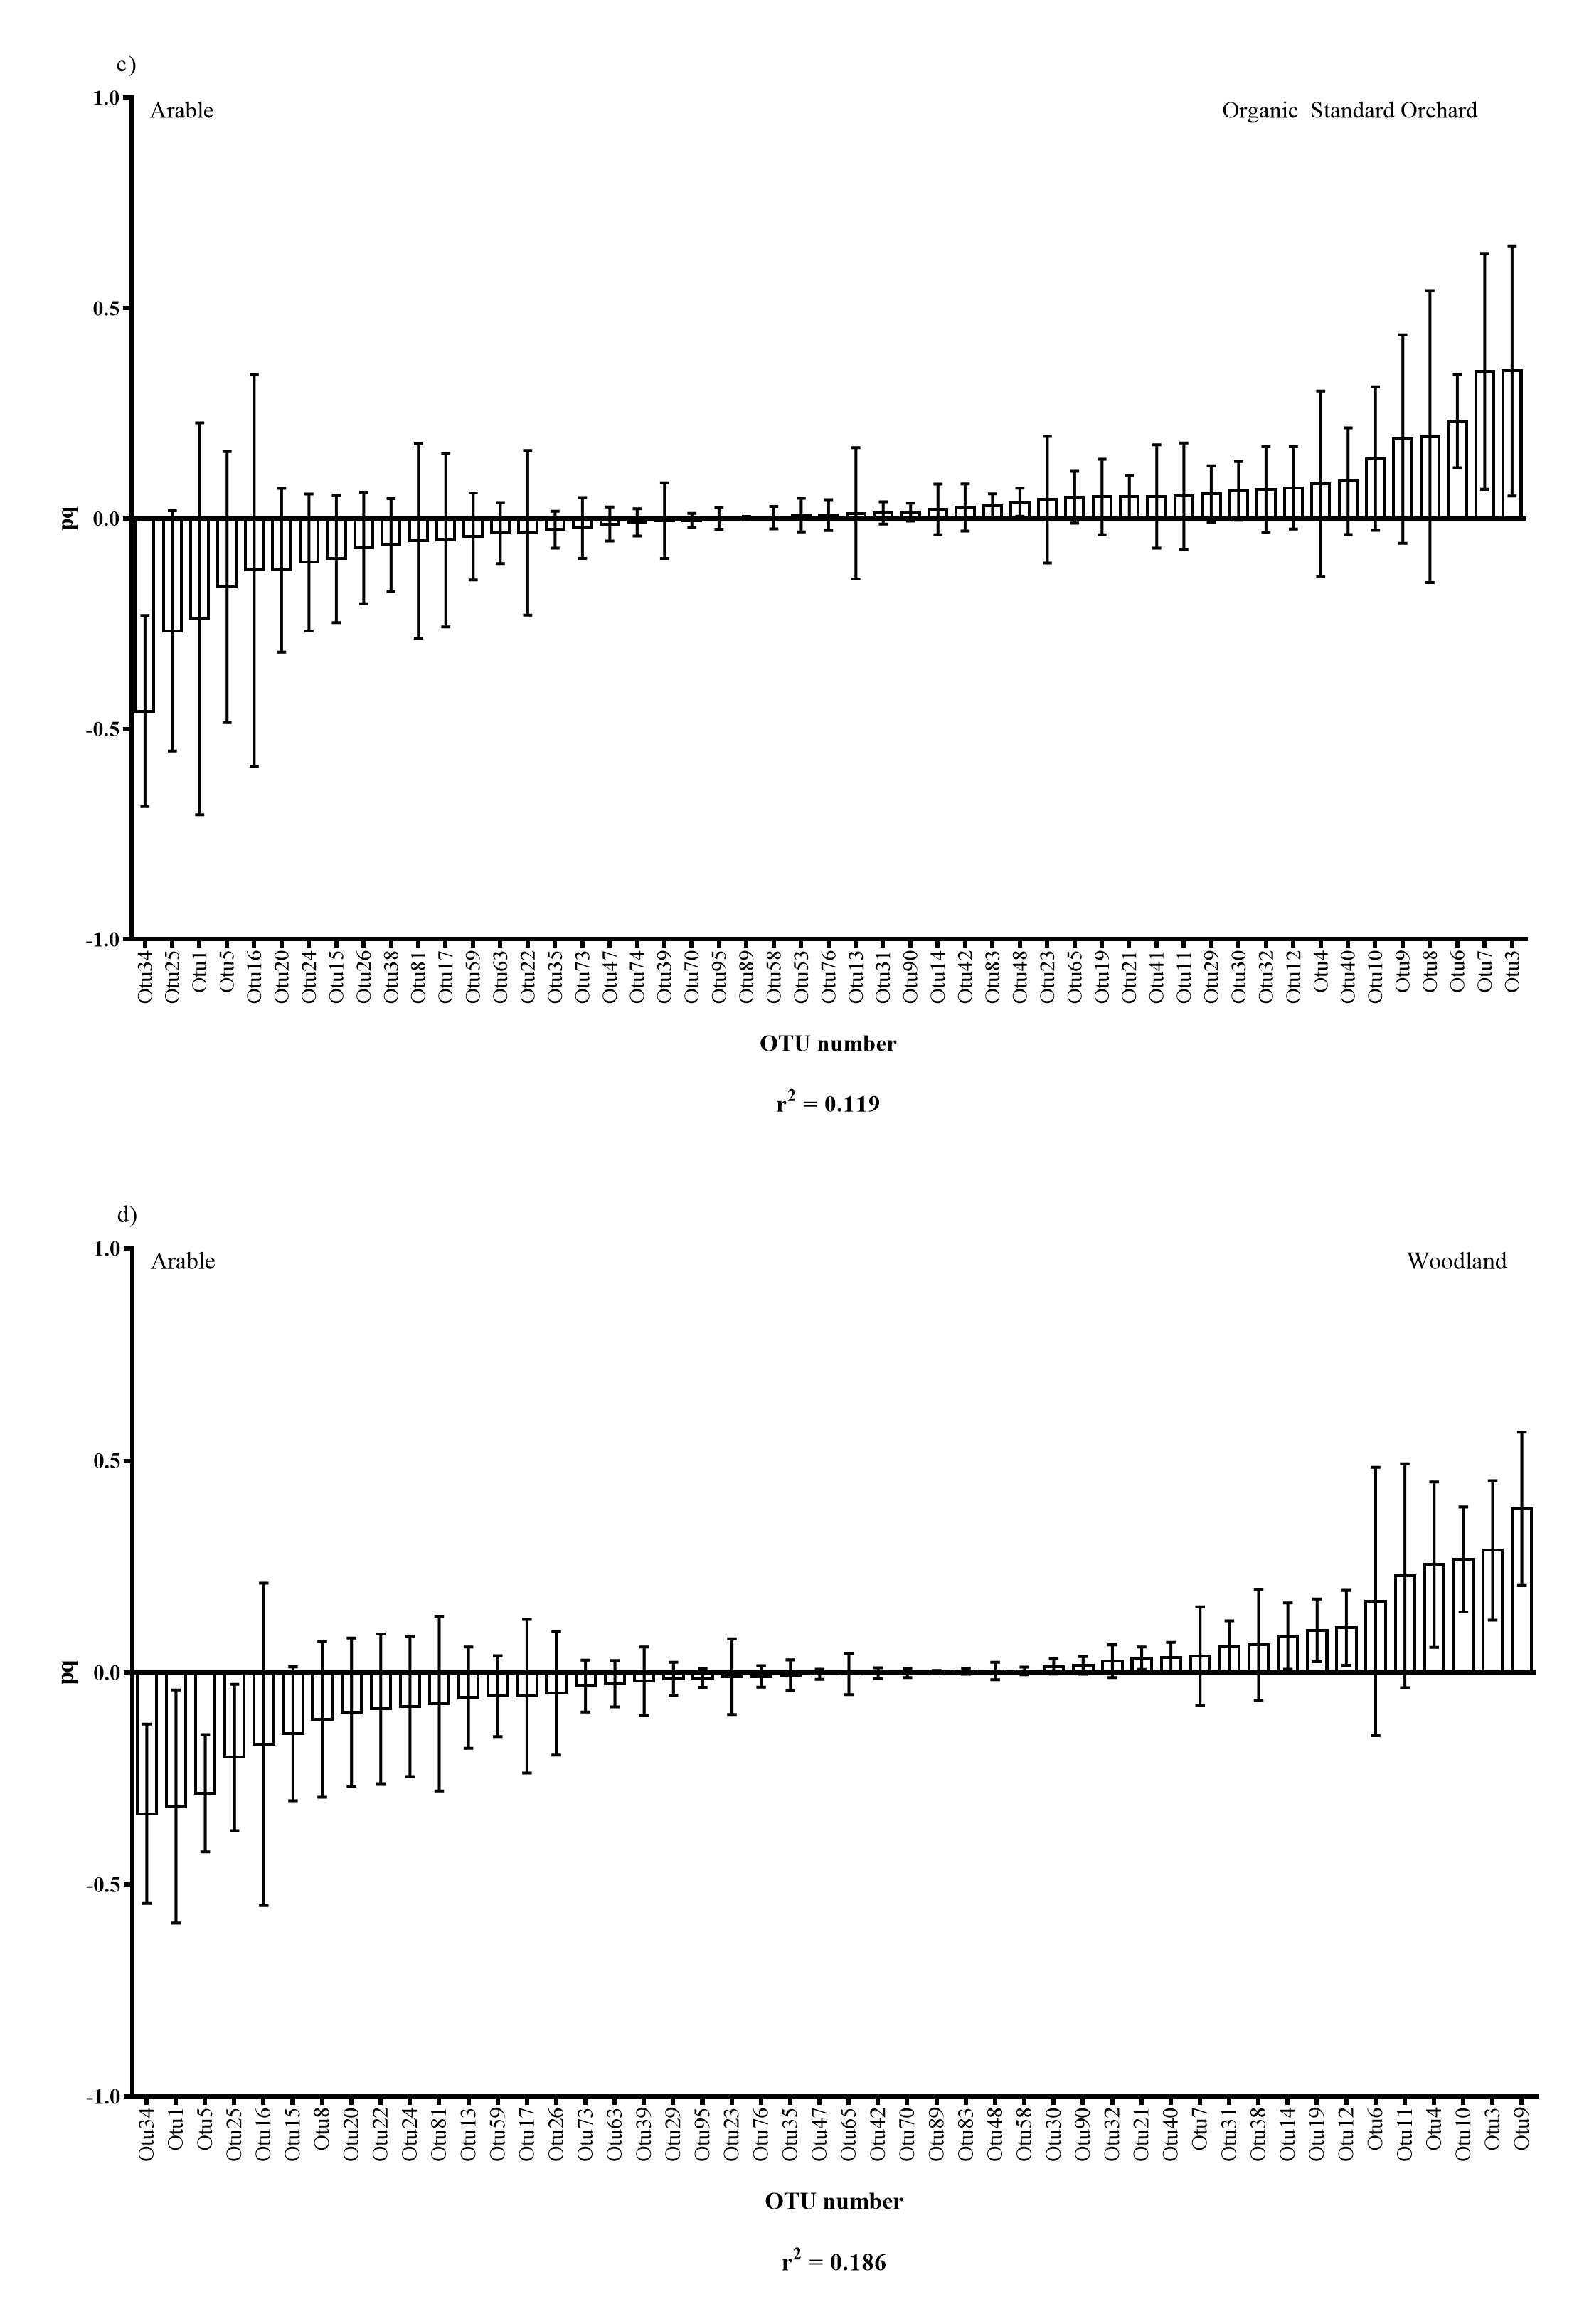 c)
1.0
Arable
Organic  Standard Orchard
0.5
0.0
pq
-0.5
-1.0
Otu34 Otu25 Otu1 Otu5 Otu16 Otu20 Otu24 Otu15 Otu26 Otu38 Otu81 Otu17 Otu59 Otu63 Otu22 Otu35 Otu73 Otu47 Otu74 Otu39 Otu70 Otu95 Otu89 Otu58 Otu53 Otu76 Otu13 Otu31 Otu90 Otu14 Otu42 Otu83 Otu48 Otu23 Otu65 Otu19 Otu21 Otu41 Otu11 Otu29 Otu30 Otu32 Otu12 Otu4 Otu40 Otu10 Otu9 Otu8 Otu6 Otu7 Otu3
OTU number
r² = 0.119
d)
1.0
Arable
Woodland
0.5
0.0
pq
-0.5
-1.0
Otu34 Otu1 Otu5 Otu25 Otu16 Otu15 Otu8 Otu20 Otu22 Otu24 Otu81 Otu13 Otu59 Otu17 Otu26 Otu73 Otu63 Otu39 Otu29 Otu95 Otu23 Otu76 Otu35 Otu47 Otu65 Otu42 Otu70 Otu89 Otu83 Otu48 Otu58 Otu30 Otu90 Otu32 Otu21 Otu40 Otu7 Otu31 Otu38 Otu14 Otu19 Otu12 Otu6 Otu11 Otu4 Otu10 Otu3 Otu9
OTU number
r² = 0.186